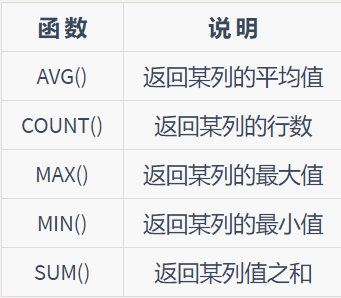 函数 说明
AVG() 返回某列的平均值
COUNT() 返回某列的行数
MAX() 返回某列的最大值
MIN() 返回某列的最小值
SUM() 返回某列值之和